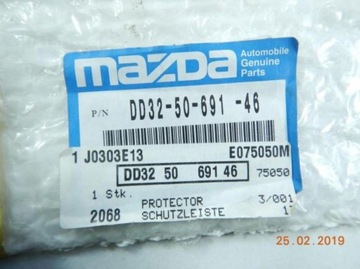 mazda
Automobile
Genuine
Parts
P/N DD32-50-691 -46
1 J0303E13 E075050M
DD32 50 691 46 75050
1 Stk. 3/001
PROTECTOR
2068 SCHUTZLEISTE
25.02.2019